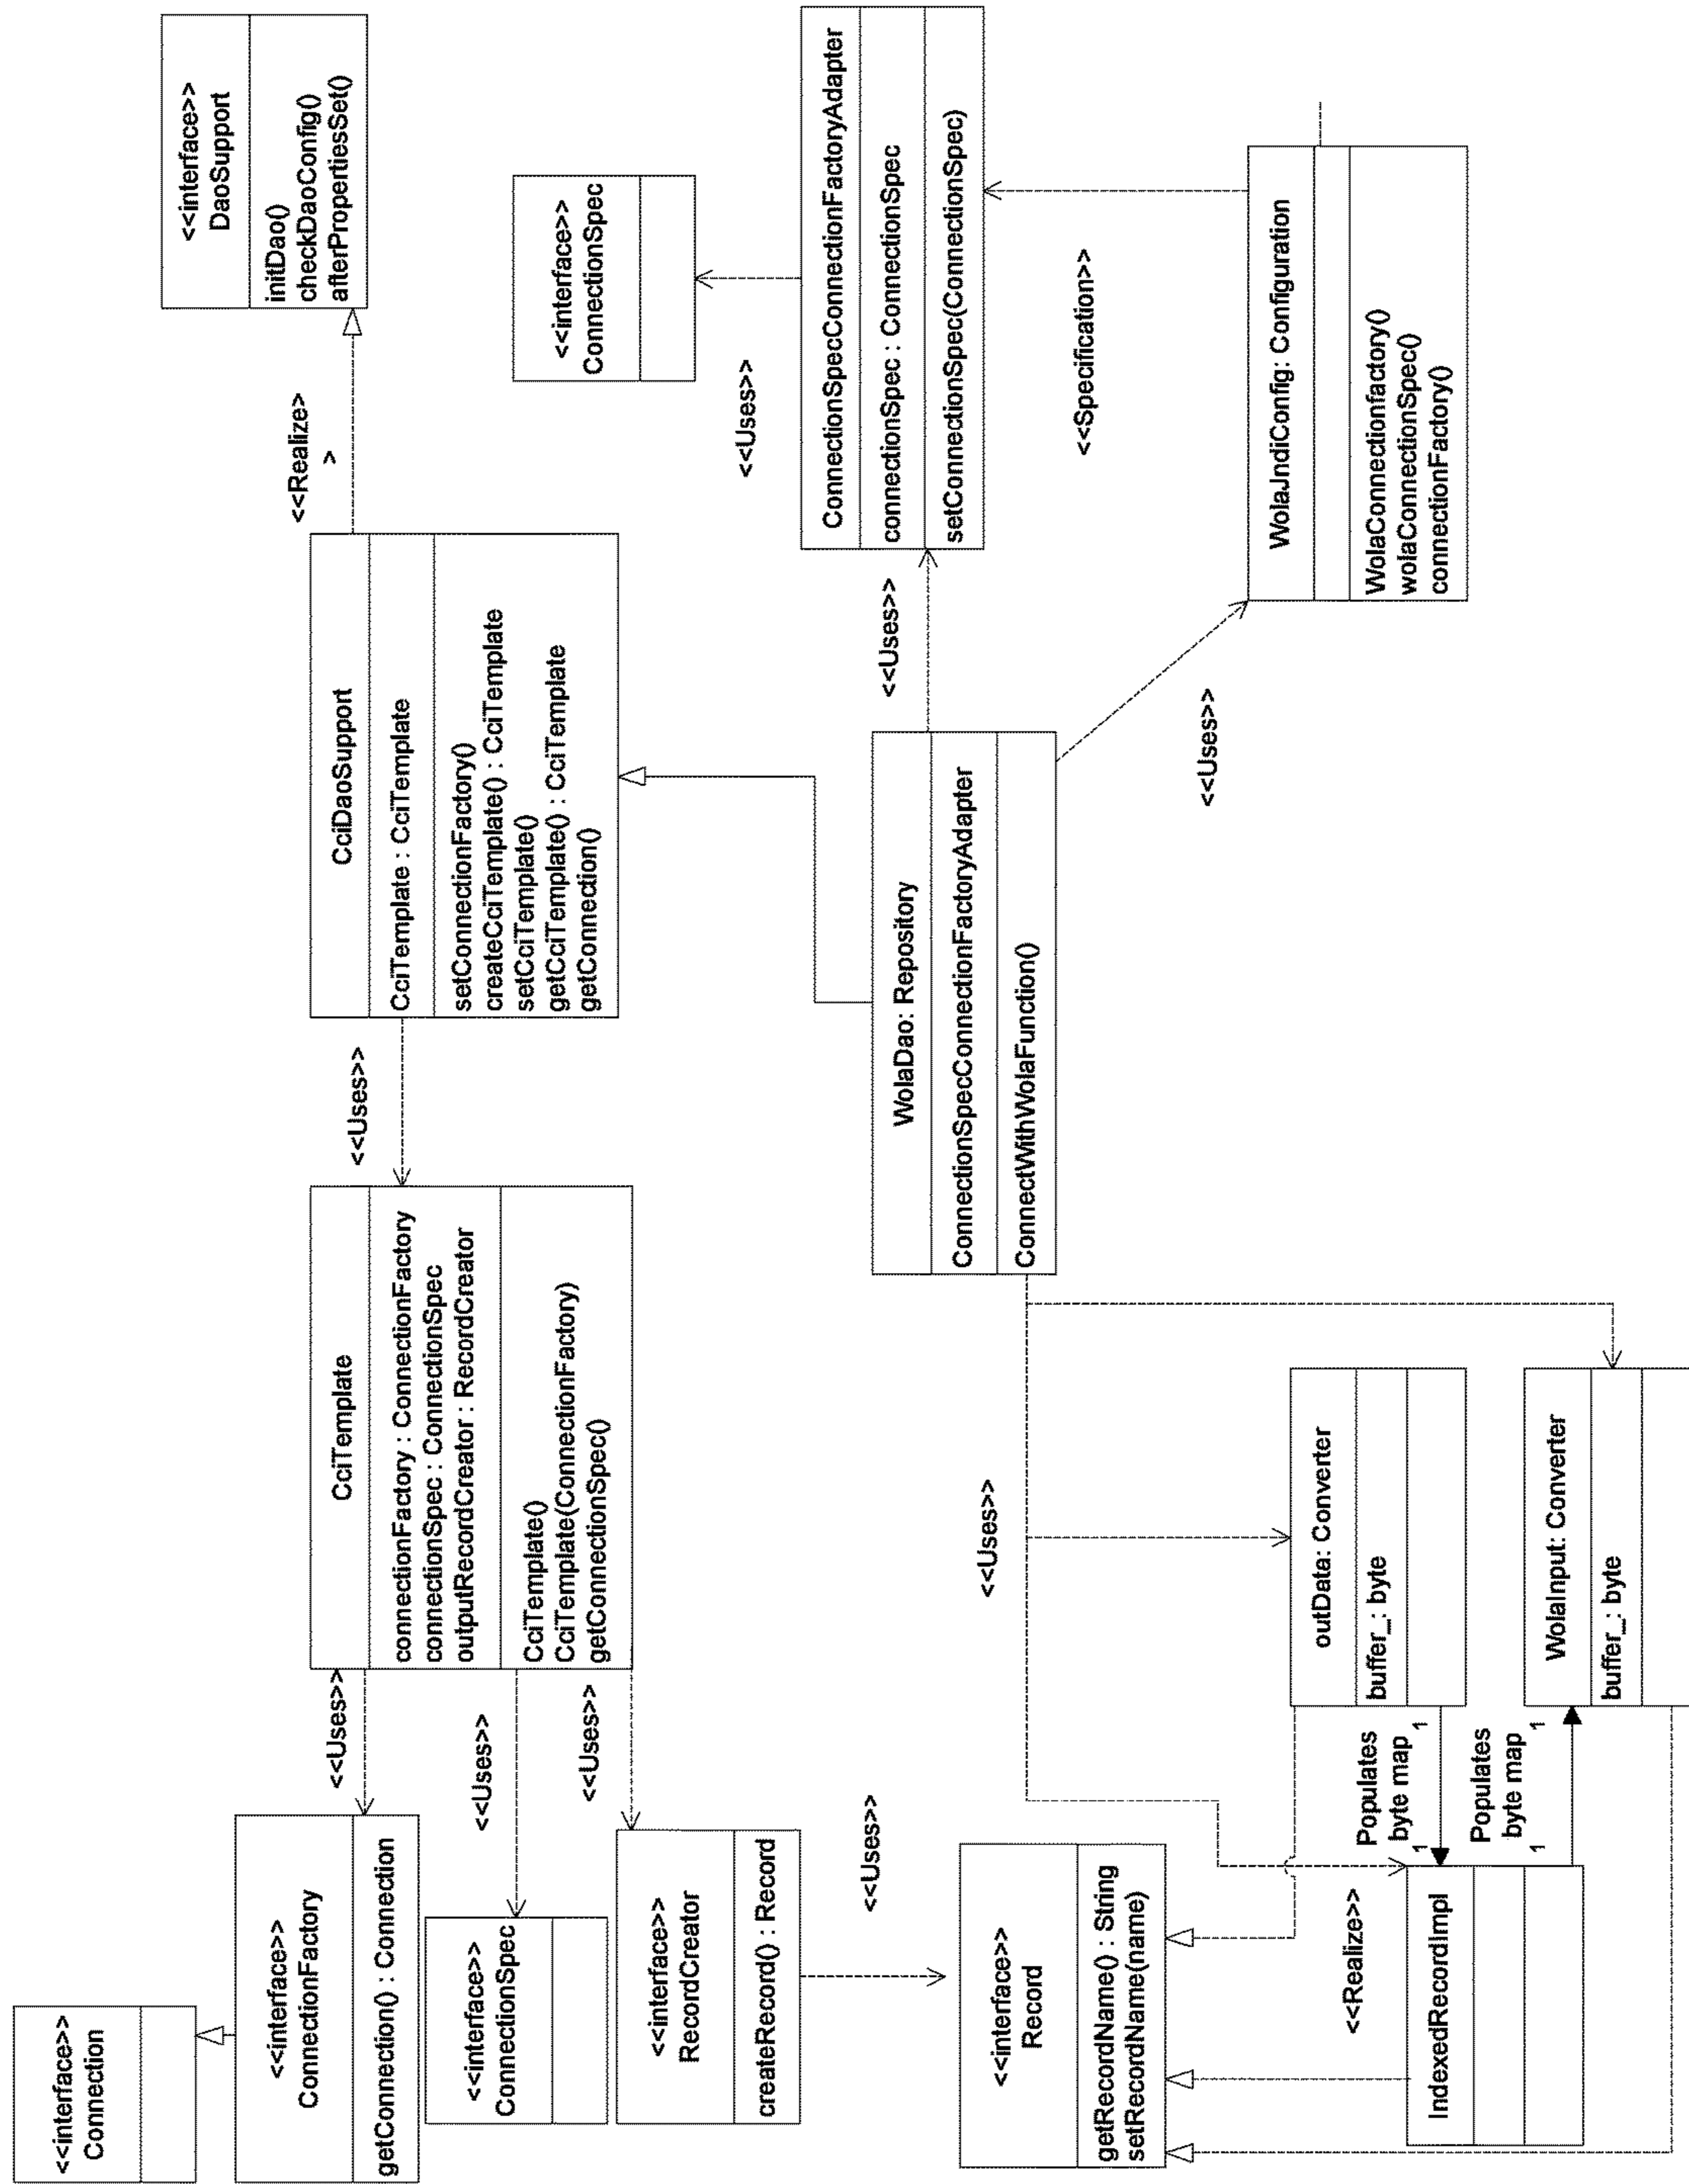 <<interface>>
Connection
<<interface>>
ConnectionFactory
getConnection() : Connection
<<Uses>>
<<interface>>
ConnectionSpec
<<Uses>>
<<interface>>
RecordCreator
createRecord() : Record
<<Uses>>
CciTemplate
connectionFactory : ConnectionFactory
connectionSpec : ConnectionSpec
outputRecordCreator : RecordCreator
CciTemplate()
CciTemplate(ConnectionFactory)
getConnectionSpec()
<<Uses>>
CciDaoSupport
CciTemplate : CciTemplate
setConnectionFactory()
createCciTemplate() : CciTemplate
setCciTemplate()
getCciTemplate() : CciTemplate
getConnection()
<<Realize>
>
<<interface>>
DaoSupport
initDao()
checkDaoConfig()
afterPropertiesSet()
<<interface>>
ConnectionSpec
<<Uses>>
ConnectionSpecConnectionFactoryAdapter
connectionSpec : ConnectionSpec
setConnectionSpec(ConnectionSpec)
<<Uses>>
WolaDao: Repository
ConnectionSpecConnectionFactoryAdapter
ConnectWithWolaFunction()
<<Uses>>
<<interface>>
Record
getRecordName() : String
setRecordName(name)
<<Uses>>
<<Specification>>
<<Uses>>
WolaJndiConfig: Configuration
WolaConnectionfactory()
wolaConnectionSpec()
connectionFactory()
<<Realize>>
IndexedRecordImpl
Populates
byte map
1
1
Populates
byte map
1
1
outData: Converter
buffer_: byte
WolaInput: Converter
buffer_: byte